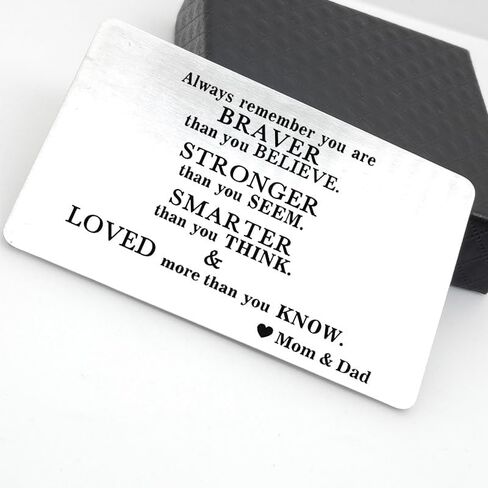 Always remember you are
BRAVER
than you BELIEVE.
STRONGER
than you SEEM.
SMARTER
than you THINK.
&
LOVED more than you KNOW.
♥ Mom & Dad